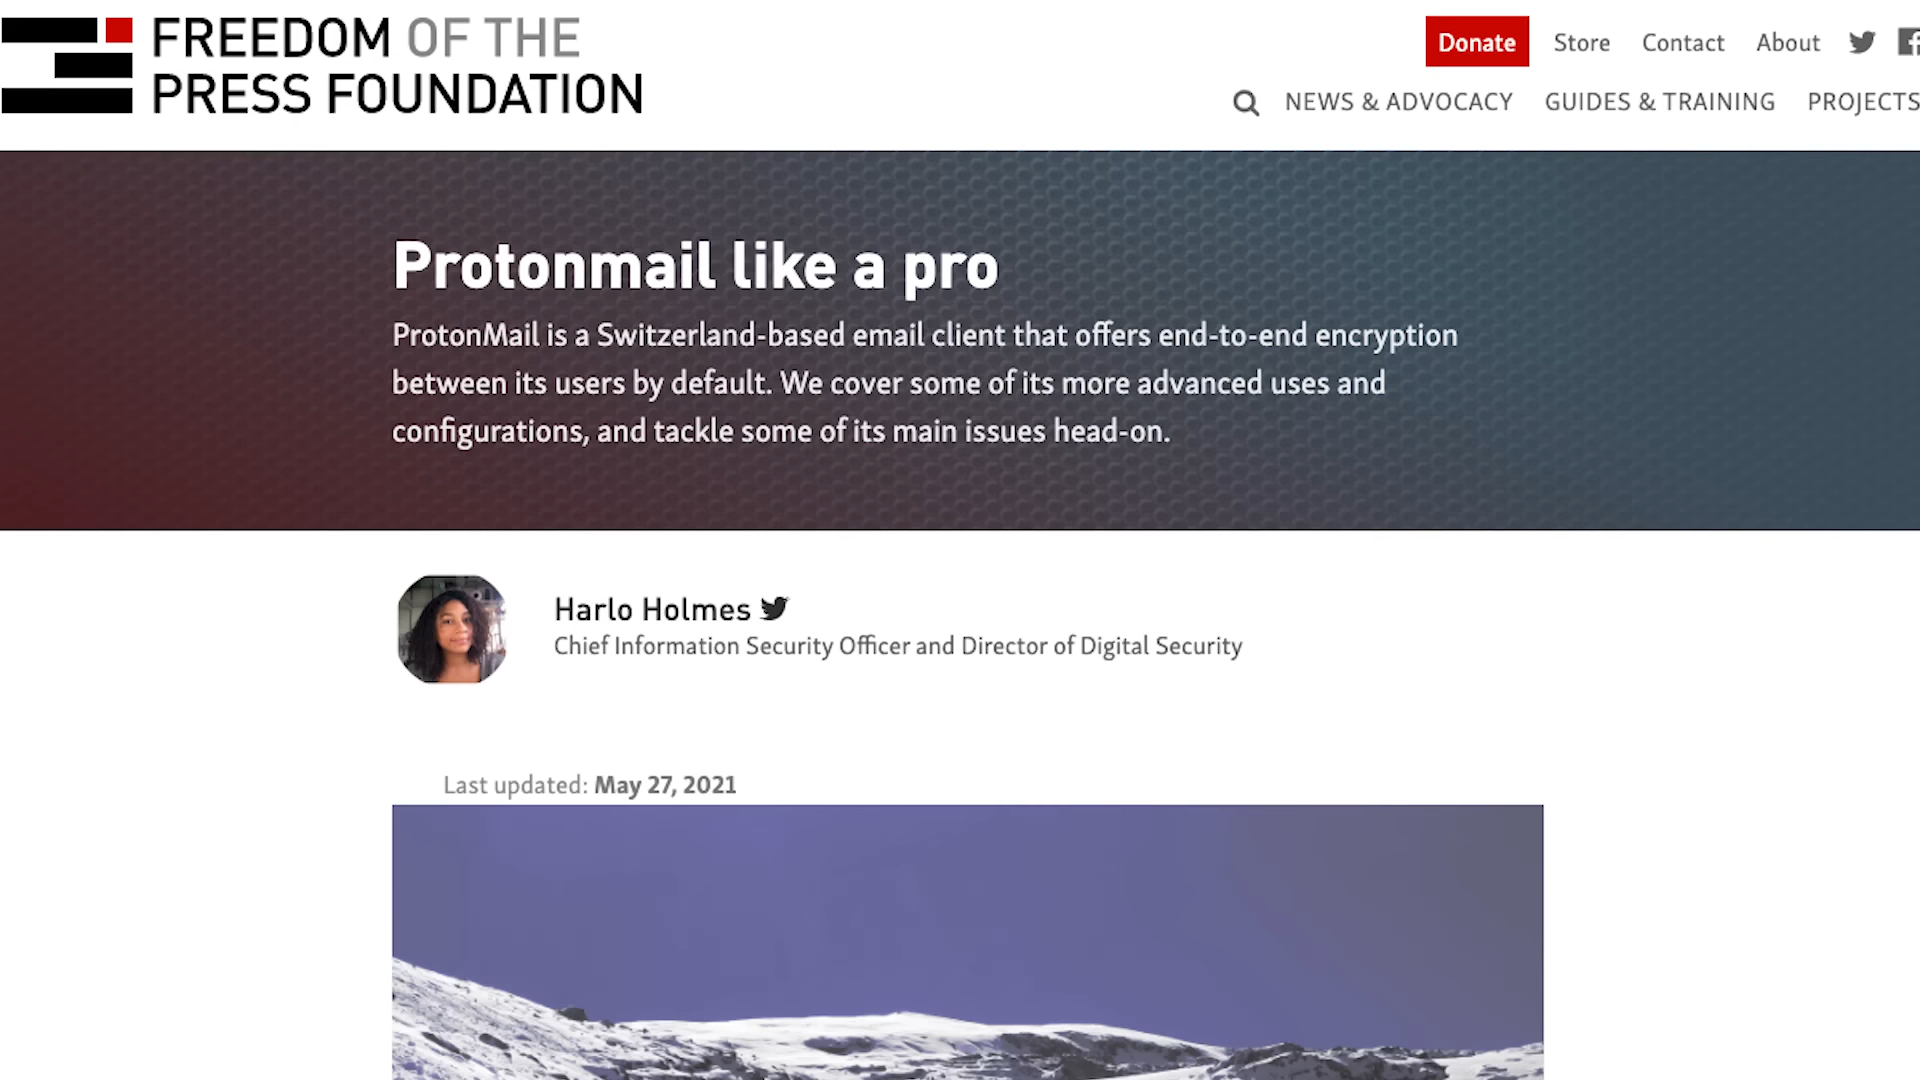 FREEDOM OF THE
PRESS FOUNDATION
Donate Store Contact About
NEWS & ADVOCACY GUIDES & TRAINING PROJECTS
Protonmail like a pro
ProtonMail is a Switzerland-based email client that offers end-to-end encryption
between its users by default. We cover some of its more advanced uses and
configurations, and tackle some of its main issues head-on.
Harlo Holmes
Chief Information Security Officer and Director of Digital Security
Last updated: May 27, 2021